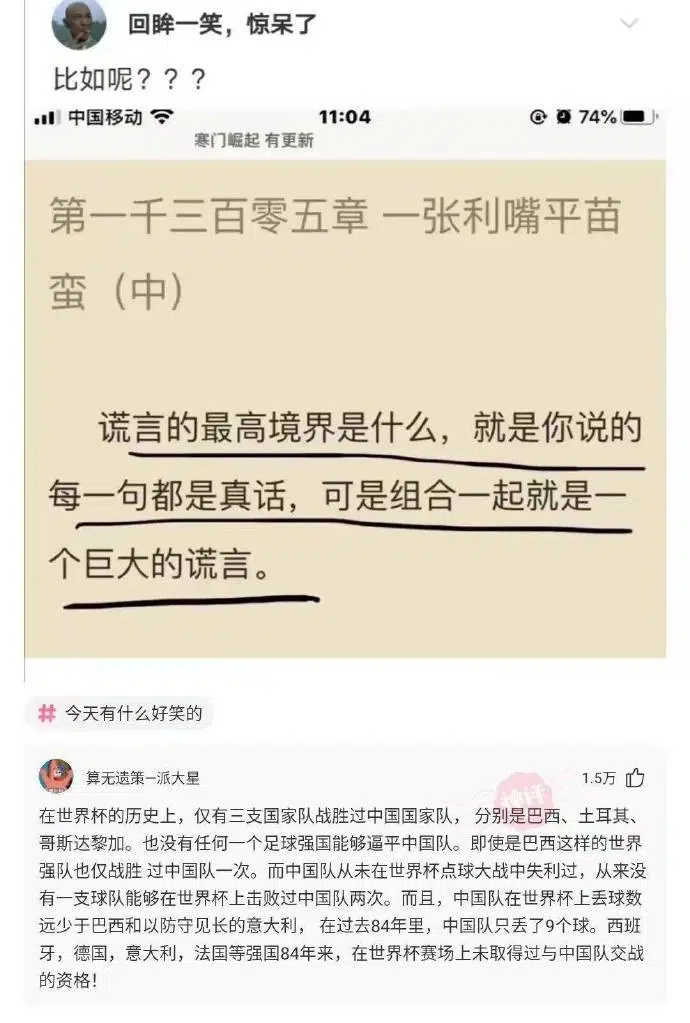 回眸一笑，惊呆了
比如呢？？？
中国移动 11:04 74%
寒门崛起 有更新
第一千三百零五章 一张利嘴平苗
蛮（中）
谎言的最高境界是什么，就是你说的
每一句都是真话，可是组合一起就是一
个巨大的谎言。
# 今天有什么好笑的
算无遗策一派大星 1.5万
神评
在世界杯的历史上，仅有三支国家队战胜过中国国家队， 分别是巴西、土耳其、
哥斯达黎加。也没有任何一个足球强国能够逼平中国队。即使是巴西这样的世界
强队也仅战胜 过中国队一次。而中国队从未在世界杯点球大战中失利过，从来没
有一支球队能够在世界杯上击败过中国队两次。而且，中国队在世界杯上丢球数
远少于巴西和以防守见长的意大利， 在过去84年里，中国队只丢了9个球。西班
牙，德国，意大利，法国等强国84年来，在世界杯赛场上未取得过与中国队交战
的资格！